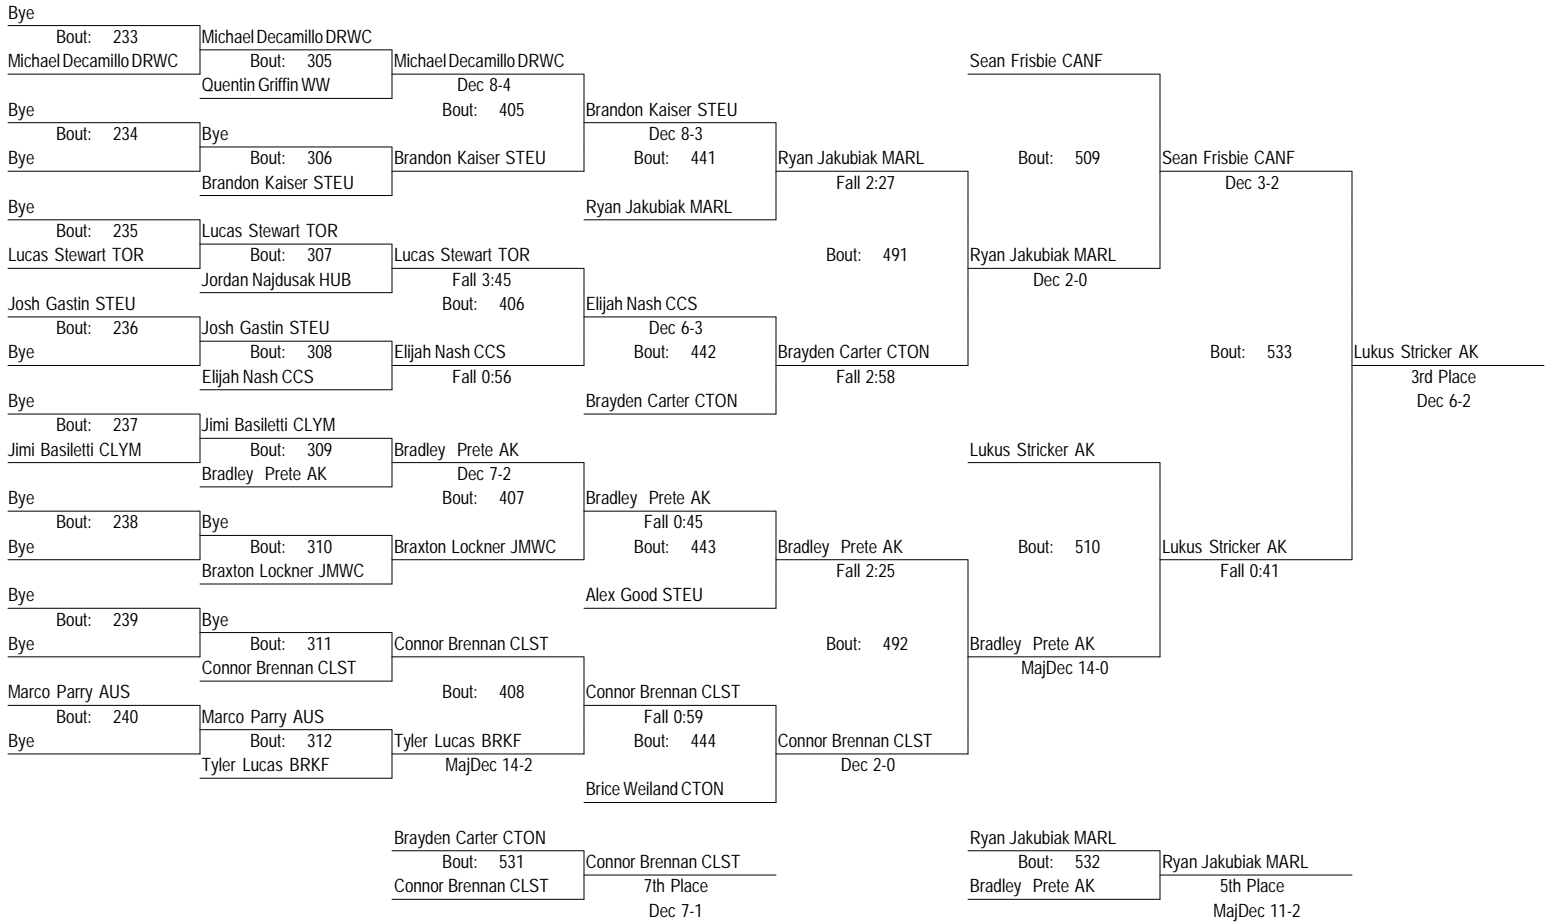 Bye
Bout: 233
Michael Decamillo DRWC
Michael Decamillo DRWC
Bout: 305
Quentin Griffin WW
Michael Decamillo DRWC
Dec 8-4
Bout: 405
Bye
Bout: 234
Bye
Bye
Bout: 306
Brandon Kaiser STEU
Brandon Kaiser STEU
Brandon Kaiser STEU
Dec 8-3
Bout: 441
Ryan Jakubiak MARL
Ryan Jakubiak MARL
Fall 2:27
Bye
Bout: 235
Lucas Stewart TOR
Lucas Stewart TOR
Bout: 307
Jordan Najdusak HUB
Lucas Stewart TOR
Fall 3:45
Bout: 406
Josh Gastin STEU
Bout: 236
Bye
Josh Gastin STEU
Bout: 308
Elijah Nash CCS
Elijah Nash CCS
Fall 0:56
Elijah Nash CCS
Dec 6-3
Bout: 442
Brayden Carter CTON
Brayden Carter CTON
Fall 2:58
Bout: 491
Ryan Jakubiak MARL
Dec 2-0
Sean Frisbie CANF
Bout: 509
Sean Frisbie CANF
Dec 3-2
Bye
Bout: 237
Jimi Basiletti CLYM
Jimi Basiletti CLYM
Bout: 309
Bradley Prete AK
Bradley Prete AK
Dec 7-2
Bout: 407
Bye
Bout: 238
Bye
Bye
Bout: 310
Braxton Lockner JMWC
Braxton Lockner JMWC
Bradley Prete AK
Fall 0:45
Bout: 443
Alex Good STEU
Bradley Prete AK
Fall 2:25
Bye
Bout: 239
Bye
Bye
Bout: 311
Connor Brennan CLST
Connor Brennan CLST
Bout: 408
Marco Parry AUS
Bout: 240
Bye
Marco Parry AUS
Bout: 312
Tyler Lucas BRKF
Tyler Lucas BRKF
MajDec 14-2
Connor Brennan CLST
Fall 0:59
Bout: 444
Brice Weiland CTON
Connor Brennan CLST
Dec 2-0
Bout: 492
Bradley Prete AK
MajDec 14-0
Lukus Stricker AK
Bout: 510
Lukus Stricker AK
Fall 0:41
Bout: 533
Lukus Stricker AK
3rd Place
Dec 6-2
Brayden Carter CTON
Bout: 531
Connor Brennan CLST
Connor Brennan CLST
7th Place
Dec 7-1
Ryan Jakubiak MARL
Bout: 532
Bradley Prete AK
Ryan Jakubiak MARL
5th Place
MajDec 11-2